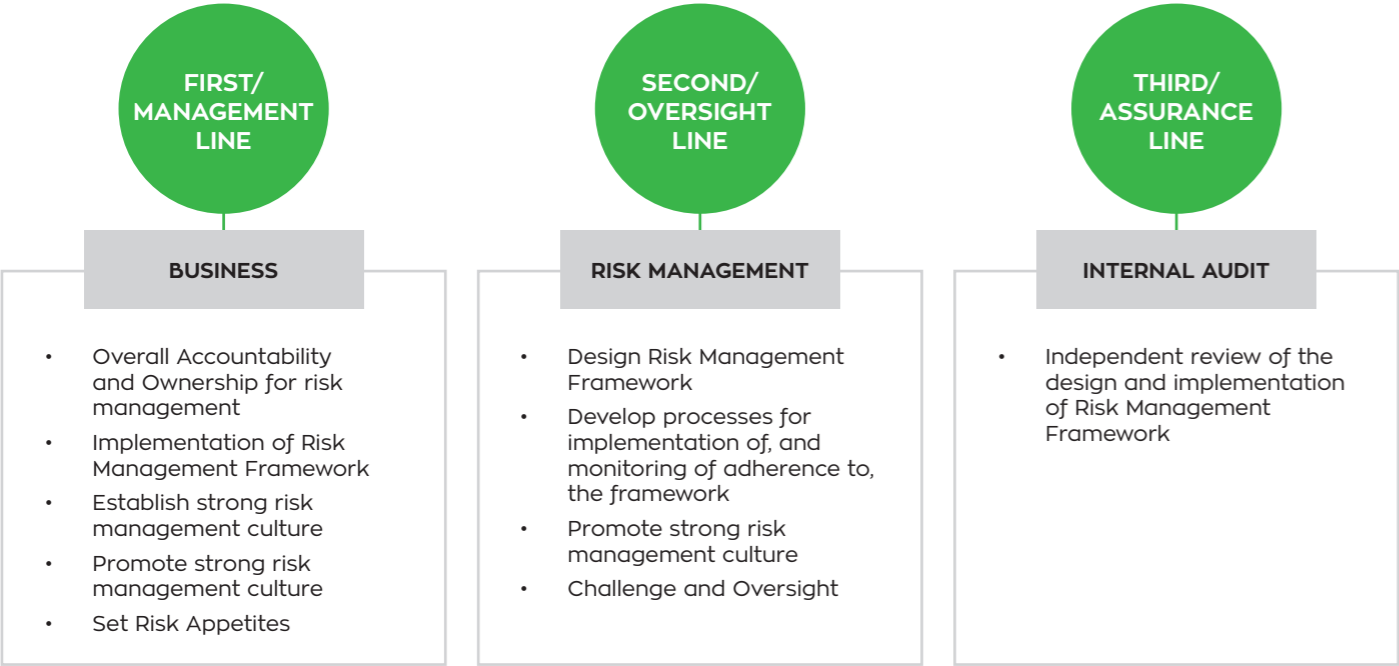 FIRST/
MANAGEMENT
LINE
BUSINESS
• Overall Accountability
and Ownership for risk
management
• Implementation of Risk
Management Framework
• Establish strong risk
management culture
• Promote strong risk
management culture
• Set Risk Appetites
SECOND/
OVERSIGHT
LINE
RISK MANAGEMENT
• Design Risk Management
Framework
• Develop processes for
implementation of, and
monitoring of adherence to,
the framework
• Promote strong risk
management culture
• Challenge and Oversight
THIRD/
ASSURANCE
LINE
INTERNAL AUDIT
• Independent review of the
design and implementation
of Risk Management
Framework